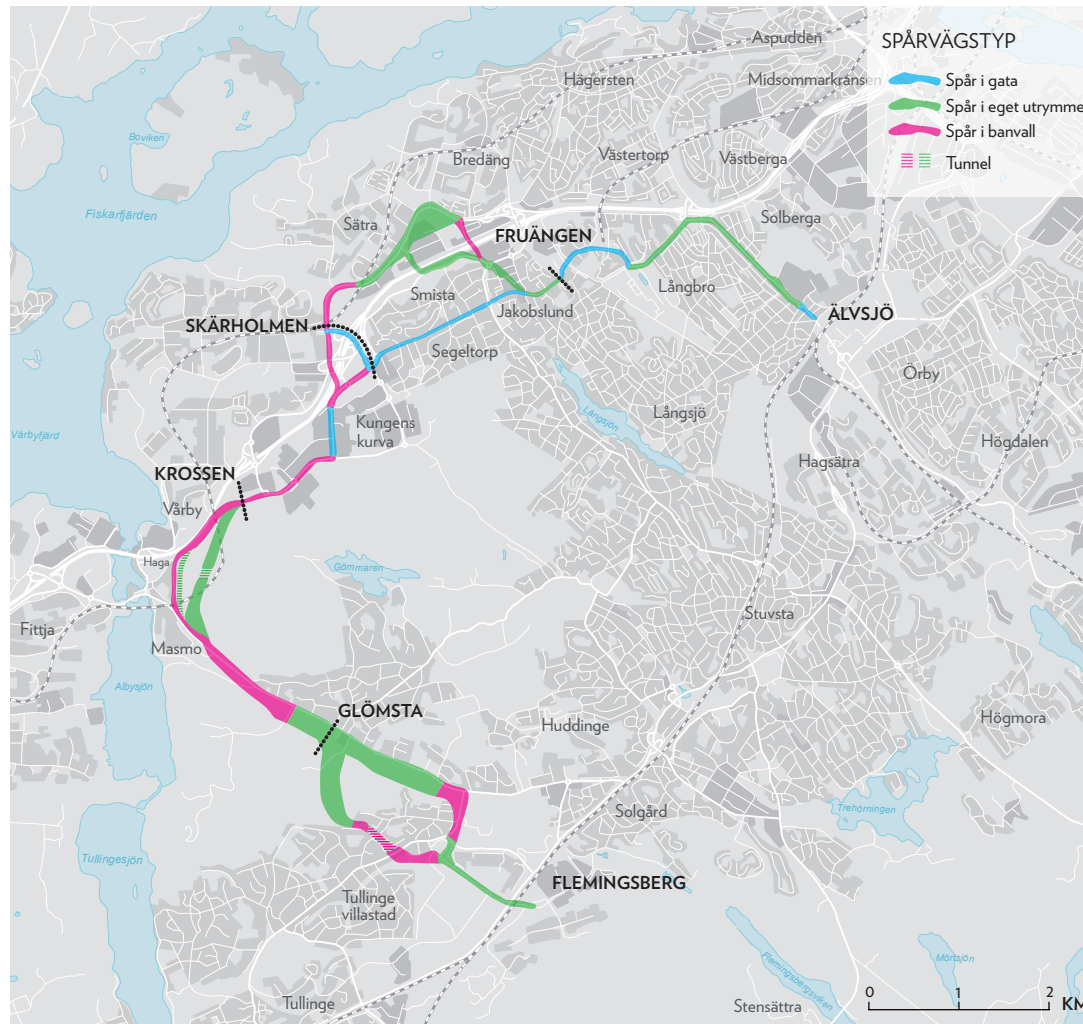 SPÅRVÄGSTYP
Spår i gata
Spår i eget utrymme
Spår i banvall
Tunnel
Aspudden
Midsommarkransen
Hägersten
Boviken
Bredäng
Västertorp
Västberga
Fiskarfjärden
Sätra
FRUÄNGEN
Solberga
Smista
Långbro
Jakobslund
ÄLVSJÖ
SKÄRHOLMEN
Segeltorp
Örby
Långsjön
Långsjö
Kungens
kurva
Vårbyfjärd
Högdalen
Hagsätra
KROSSEN
Vårby
Haga
Gömmaren
Stuvsta
Fittja
Masmo
Albysjön
GLÖMSTA
Huddinge
Högmora
Solgård
Trehörningen
Tullingesjön
FLEMINGSBERG
Tullinge
villastad
Flemingsbergsviken
Mörtsjön
Tullinge
Stensättra
0 1 2 KM